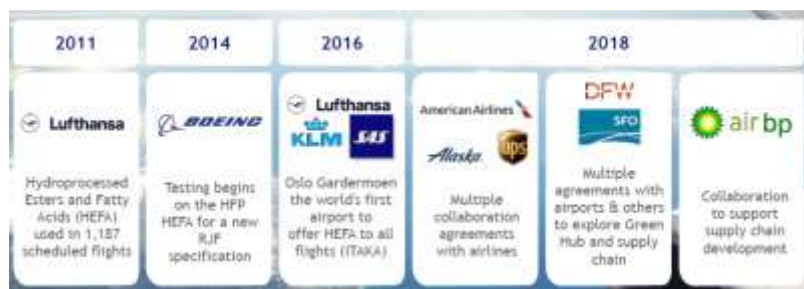 2011
2014
2016
2018
Lufthansa
Hydroprocessed
Esters and Fatty
Acids (HEFA)
used in 1,187
scheduled flights
BOEING
Testing begins
on the HFP
HEFA for a new
RJF
specification
Lufthansa
KLM SAS
Oslo Gardermoen
the world's first
airport to
offer HEFA to all
flights (ITAKA)
American Airlines
Alaska ups
Multiple
collaboration
agreements
with airlines
DFW
SFO
Multiple
agreements with
airports & others
to explore Green
Hub and supply
chain
air bp
Collaboration
to support
supply chain
development